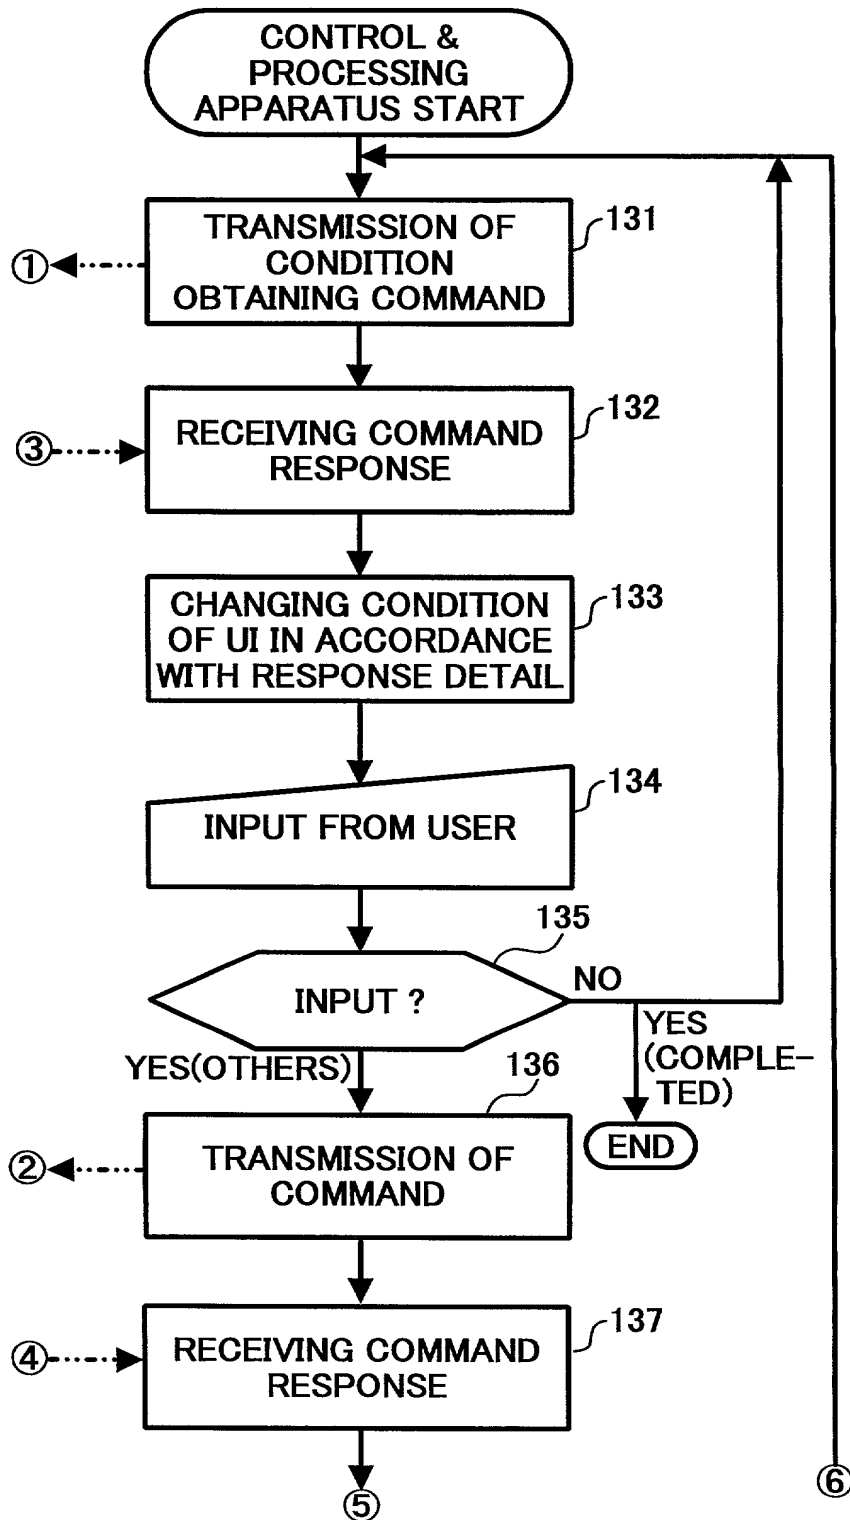 CONTROL &
PROCESSING
APPARATUS START
TRANSMISSION OF
CONDITION
OBTAINING COMMAND
131
①
RECEIVING COMMAND
RESPONSE
132
③
CHANGING CONDITION
OF UI IN ACCORDANCE
WITH RESPONSE DETAIL
133
INPUT FROM USER
134
135
INPUT ?
NO
YES
(COMPLE-
TED)
END
YES(OTHERS)
136
TRANSMISSION OF
COMMAND
②
RECEIVING COMMAND
RESPONSE
137
④
⑤
⑥